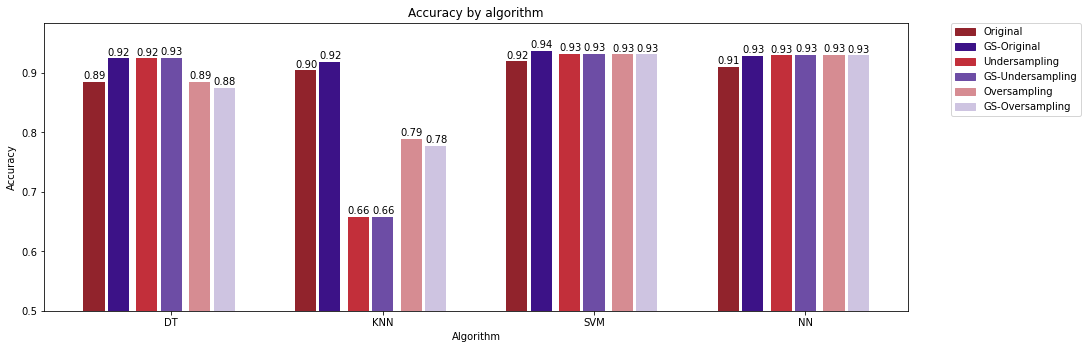 Accuracy by algorithm
Original
GS-Original
Undersampling
GS-Undersampling
Oversampling
GS-Oversampling
Accuracy
0.9
0.8
0.7
0.6
0.5
0.89 0.92 0.92 0.93 0.89 0.88
0.90 0.92 0.66 0.66 0.79 0.78
0.92 0.94 0.93 0.93 0.93 0.93
0.91 0.93 0.93 0.93 0.93 0.93
DT KNN SVM NN
Algorithm